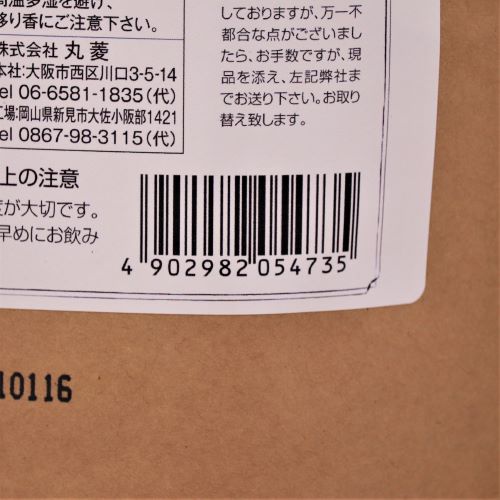 高温多湿を避け、
移り香にご注意下さい。
株式会社 丸菱
本社:大阪市西区川口3-5-14
Tel 06-6581-1835(代)
工場:岡山県新見市大佐小阪部1421
Tel 0867-98-3115(代)
しておりますが、万一不
都合な点がございまし
たら、お手数ですが、現
品を添え、左記弊社ま
でお送り下さい。お取り
替え致します。
上の注意
度が大切です。
早めにお飲み
4 902982 054735
10116